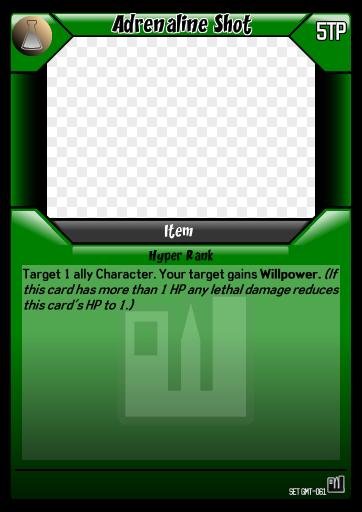 Adrenaline Shot
5TP
Item
Hyper Rank
Target 1 ally Character. Your target gains Willpower. (If
this card has more than 1 HP any lethal damage reduces
this card's HP to 1.)
SET GMT-061